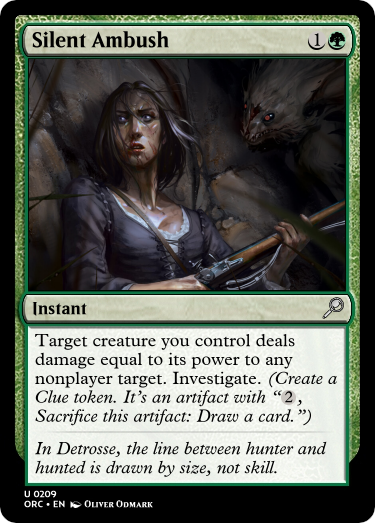 Silent Ambush 1
Instant
Target creature you control deals
damage equal to its power to any
nonplayer target. Investigate. (Create a
Clue token. It's an artifact with “2,
Sacrifice this artifact: Draw a card.”)
In Detrosse, the line between hunter and
hunted is drawn by size, not skill.
U 0209
ORC • EN Oliver Odmark